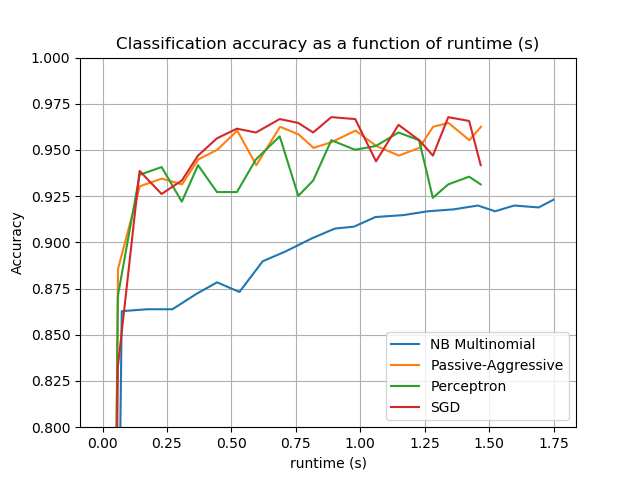 Classification accuracy as a function of runtime (s)
1.000
0.975
0.950
0.925
0.900
0.875
0.850
0.825
0.800
Accuracy
NB Multinomial
Passive-Aggressive
Perceptron
SGD
0.00 0.25 0.50 0.75 1.00 1.25 1.50 1.75
runtime (s)